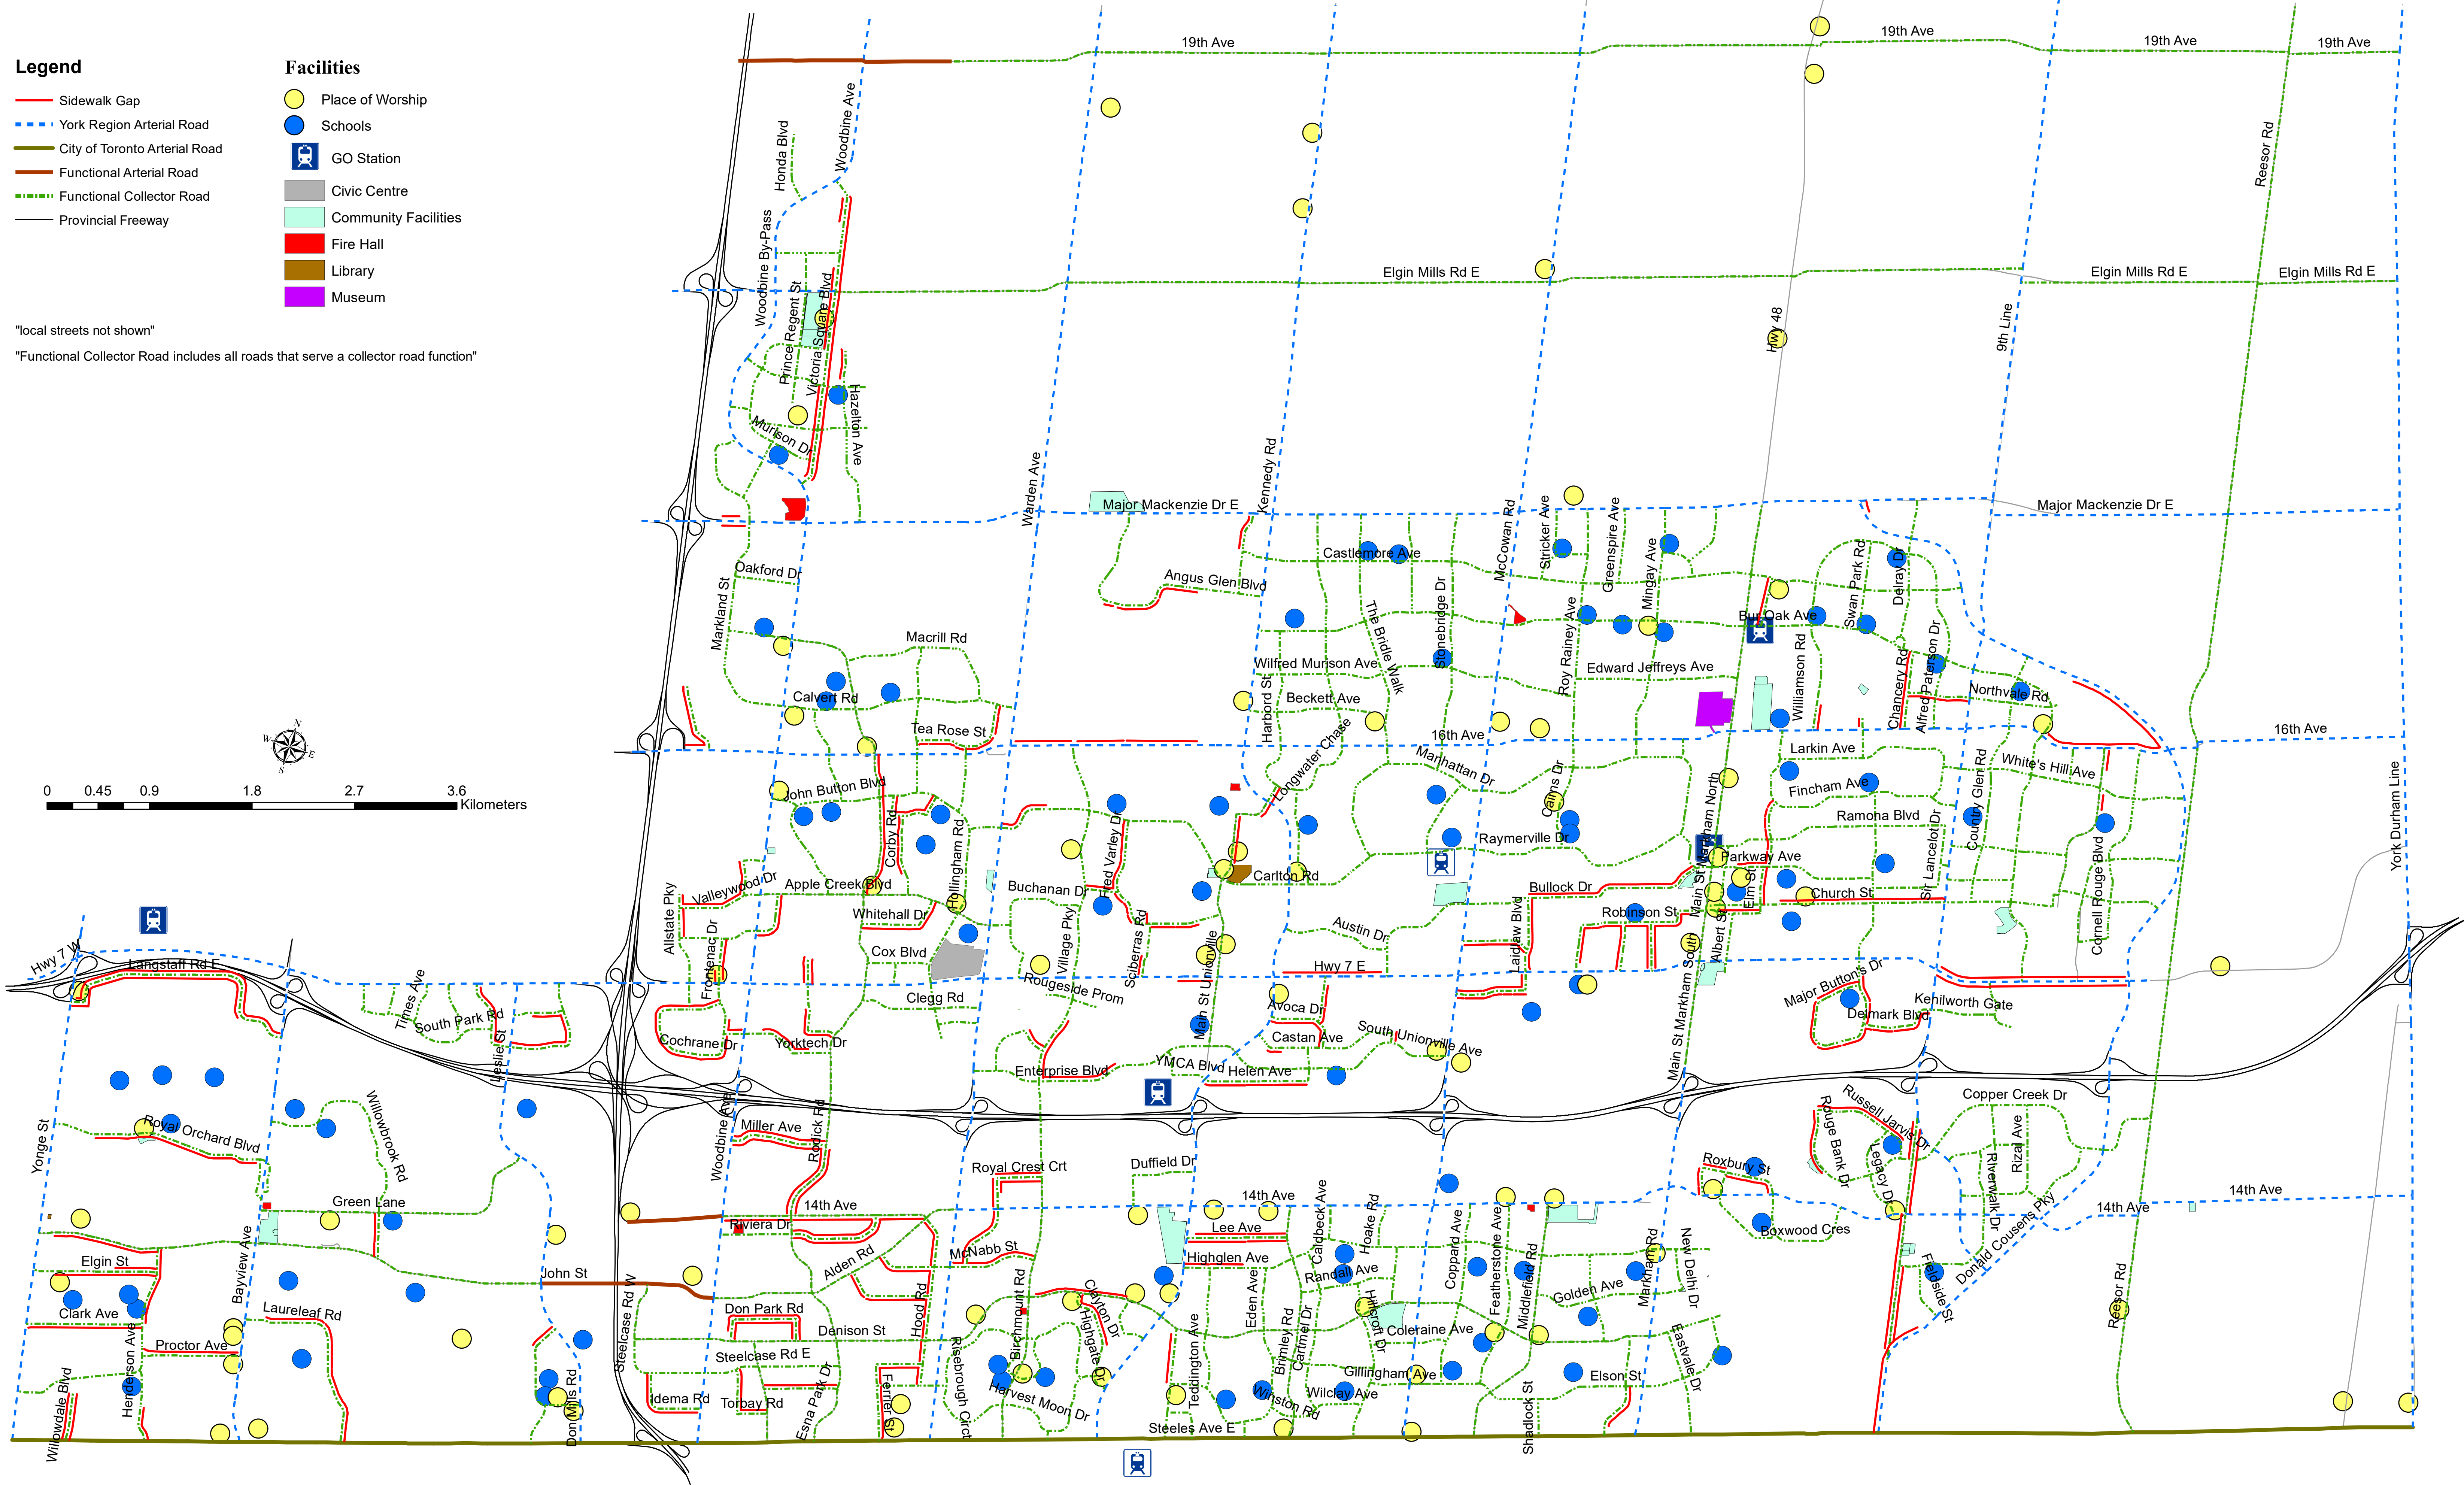 Legend
Sidewalk Gap
York Region Arterial Road
City of Toronto Arterial Road
Functional Arterial Road
Functional Collector Road
Provincial Freeway
Facilities
Place of Worship
Schools
GO Station
Civic Centre
Community Facilities
Fire Hall
Library
Museum
"local streets not shown"
"Functional Collector Road includes all roads that serve a collector road function"
N
W
E
S
0
0.45
0.9
1.8
2.7
3.6
Kilometers
19th Ave
19th Ave
19th Ave
19th Ave
Woodbine Ave
Honda Blvd
Reesor Rd
Woodbine By-Pass
Elgin Mills Rd E
Elgin Mills Rd E
Elgin Mills Rd E
Prince Regent St
Victoria Square Blvd
Hwy 48
9th Line
Hazelton Ave
Murison Dr
Warden Ave
Kennedy Rd
Major Mackenzie Dr E
Major Mackenzie Dr E
McCowan Rd
Stricker Ave
Greenspire Ave
Mingay Ave
Castlemore Ave
Swan Park Rd
Delray Dr
Oakford Dr
Angus Glen Blvd
Markland St
The Bridle Walk
Stonebridge Dr
Roy Rainey Ave
Bur Oak Ave
Macrill Rd
Wilfred Murison Ave
Edward Jeffreys Ave
Williamson Rd
Chancery Rd
Alfred Paterson Dr
Northvale Rd
Calvert Rd
Harbord St
Beckett Ave
Tea Rose St
16th Ave
16th Ave
Longwater Chase
Manhattan Dr
Larkin Ave
White's Hill Ave
John Button Blvd
Cairns Dr
Main St Markham North
Fincham Ave
Country Glen Rd
York Durham Line
Corby Rd
Hollingham Rd
Fred Varley Dr
Raymerville Dr
Ramona Blvd
Sir Lancelot Dr
Parkway Ave
Valleywood Dr
Apple Creek Blvd
Buchanan Dr
Carlton Rd
Bullock Dr
Elm St
Church St
Cornell Rouge Blvd
Allstate Pky
Whitehall Dr
Village Pky
Sciberras Rd
Main St Unionville
Austin Dr
Laidlaw Blvd
Robinson St
Main St Markham South
Albert St
Hwy 7 W
Langstaff Rd E
Frontenac Dr
Cox Blvd
Rougeside Prom
Hwy 7 E
Major Button's Dr
Kenilworth Gate
Delmark Blvd
Times Ave
South Park Rd
Leslie St
Clegg Rd
Avoca Dr
Castan Ave
South Unionville Ave
Cochrane Dr
Yorktech Dr
Enterprise Blvd
YMCA Blvd
Helen Ave
Yonge St
Royal Orchard Blvd
Willowbrook Rd
Woodbine Ave
Miller Ave
Rodick Rd
Russell Jarvis Dr
Rouge Bank Dr
Copper Creek Dr
Rizal Ave
Riverwalk Dr
Legacy Dr
Royal Crest Crt
Duffield Dr
Roxbury St
Green Lane
14th Ave
14th Ave
14th Ave
14th Ave
Riviera Dr
Boxwood Cres
Donald Cousens Pky
Lee Ave
Caldbeck Ave
Hoake Rd
Coppard Ave
Featherstone Ave
Middlefield Rd
Markham Rd
New Delhi Dr
Elgin St
Bayview Ave
John St
Alden Rd
McNabb St
Highglen Ave
Randall Ave
Golden Ave
Fieldside St
Reesor Rd
Clark Ave
Laureleaf Rd
Steelcase Rd W
Don Park Rd
Hood Rd
Birchmount Rd
Clayton Dr
Eden Ave
Brimley Rd
Cartmel Dr
Hillcroft Dr
Coleraine Ave
Denison St
Henderson Ave
Proctor Ave
Steelcase Rd E
Risebrough Circt
Highgate Dr
Teddington Ave
Gillingham Ave
Elson St
Eastvale Dr
Willowdale Blvd
Don Mills Rd
Idema Rd
Torbay Rd
Esna Park Dr
Ferrier St
Harvest Moon Dr
Winston Rd
Wilclay Ave
Shadlock St
Steeles Ave E